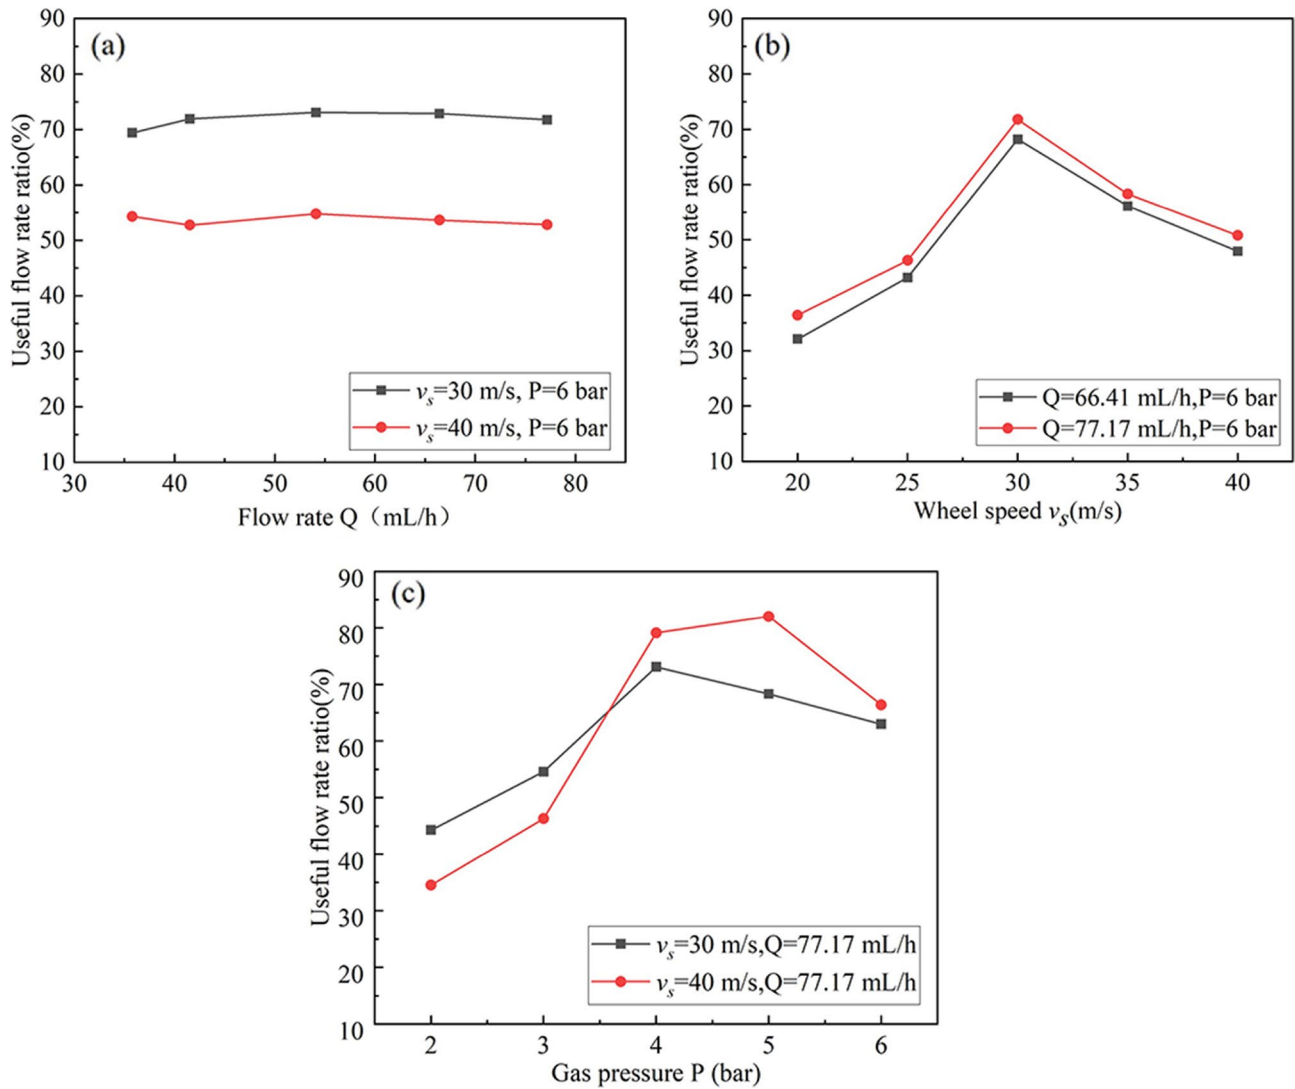 (a)
Useful flow rate ratio(%)
90
80
70
60
50
40
30
20
10
vs=30 m/s, P=6 bar
vs=40 m/s, P=6 bar
30 40 50 60 70 80
Flow rate Q（mL/h）
(b)
Useful flow rate ratio(%)
90
80
70
60
50
40
30
20
10
Q=66.41 mL/h,P=6 bar
Q=77.17 mL/h,P=6 bar
20 25 30 35 40
Wheel speed vs(m/s)
(c)
Useful flow rate ratio(%)
90
80
70
60
50
40
30
20
10
vs=30 m/s,Q=77.17 mL/h
vs=40 m/s,Q=77.17 mL/h
2 3 4 5 6
Gas pressure P (bar)